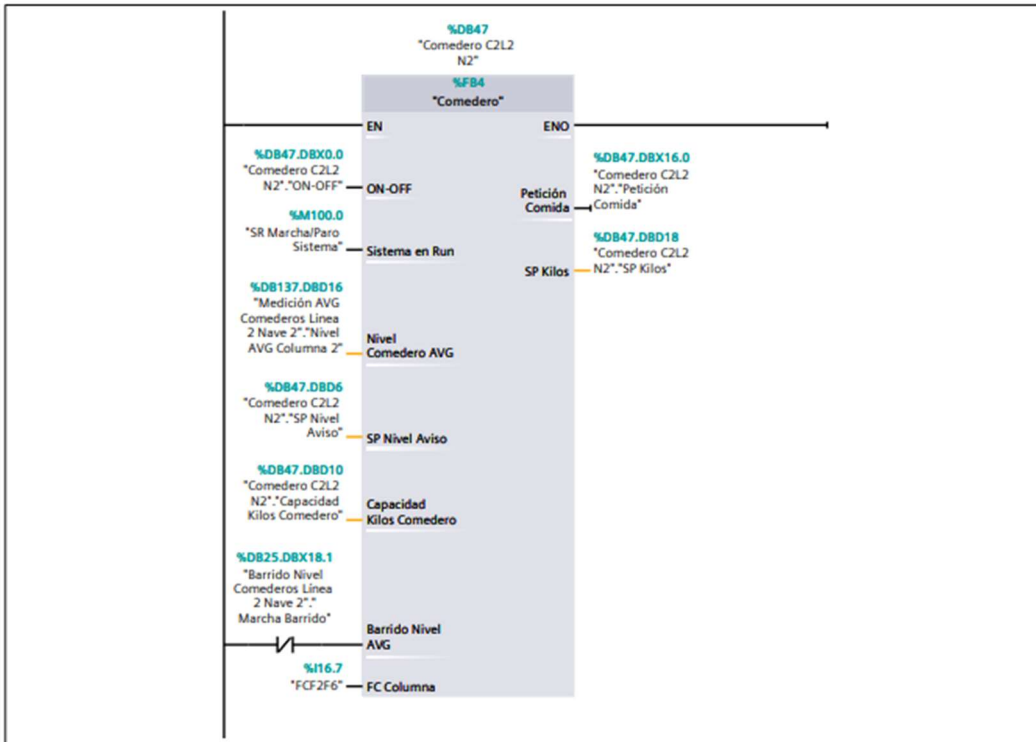 %DB47
"Comedero C2L2
N2"
%FB4
"Comedero"
EN
ENO
%DB47.DBX0.0
"Comedero C2L2
N2"."ON-OFF"
ON-OFF
%M100.0
"SR Marcha/Paro
Sistema"
Sistema en Run
%DB137.DBD16
"Medición AVG
Comederos Linea
2 Nave 2"."Nivel
AVG Columna 2"
Nivel
Comedero AVG
%DB47.DBD6
"Comedero C2L2
N2"."SP Nivel
Aviso"
SP Nivel Aviso
%DB47.DBD10
"Comedero C2L2
N2"."Capacidad
Kilos Comedero"
Capacidad
Kilos Comedero
%DB25.DBX18.1
"Barrido Nivel
Comederos Línea
2 Nave 2"."
Marcha Barrido"
Barrido Nivel
AVG
%I16.7
"FCF2F6"
FC Columna
Petición
Comida
%DB47.DBX16.0
"Comedero C2L2
N2"."Petición
Comida"
SP Kilos
%DB47.DBD18
"Comedero C2L2
N2"."SP Kilos"